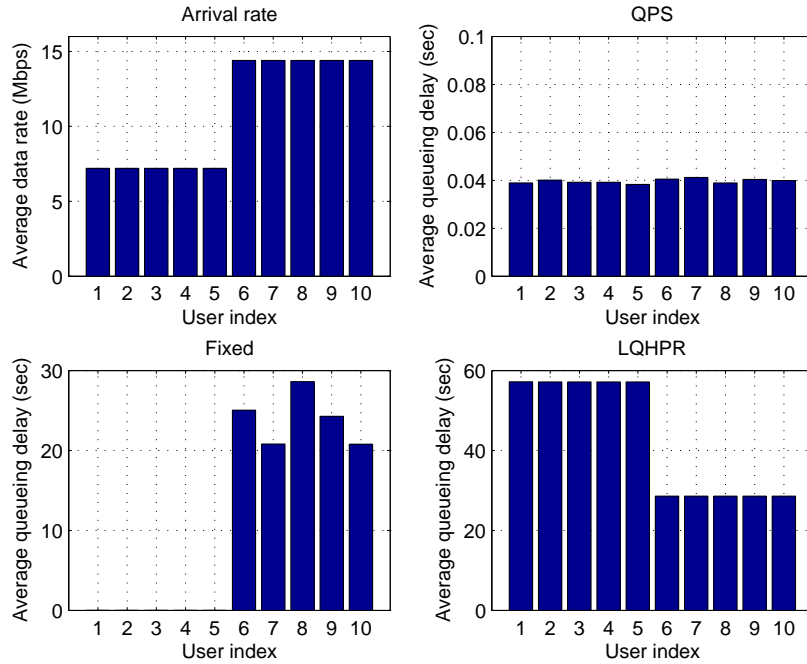 Arrival rate
Average data rate (Mbps)
15
10
5
0
1 2 3 4 5 6 7 8 9 10
User index
QPS
Average queueing delay (sec)
0.1
0.08
0.06
0.04
0.02
0
1 2 3 4 5 6 7 8 9 10
User index
Fixed
Average queueing delay (sec)
30
20
10
0
1 2 3 4 5 6 7 8 9 10
User index
LQHPR
Average queueing delay (sec)
60
40
20
0
1 2 3 4 5 6 7 8 9 10
User index